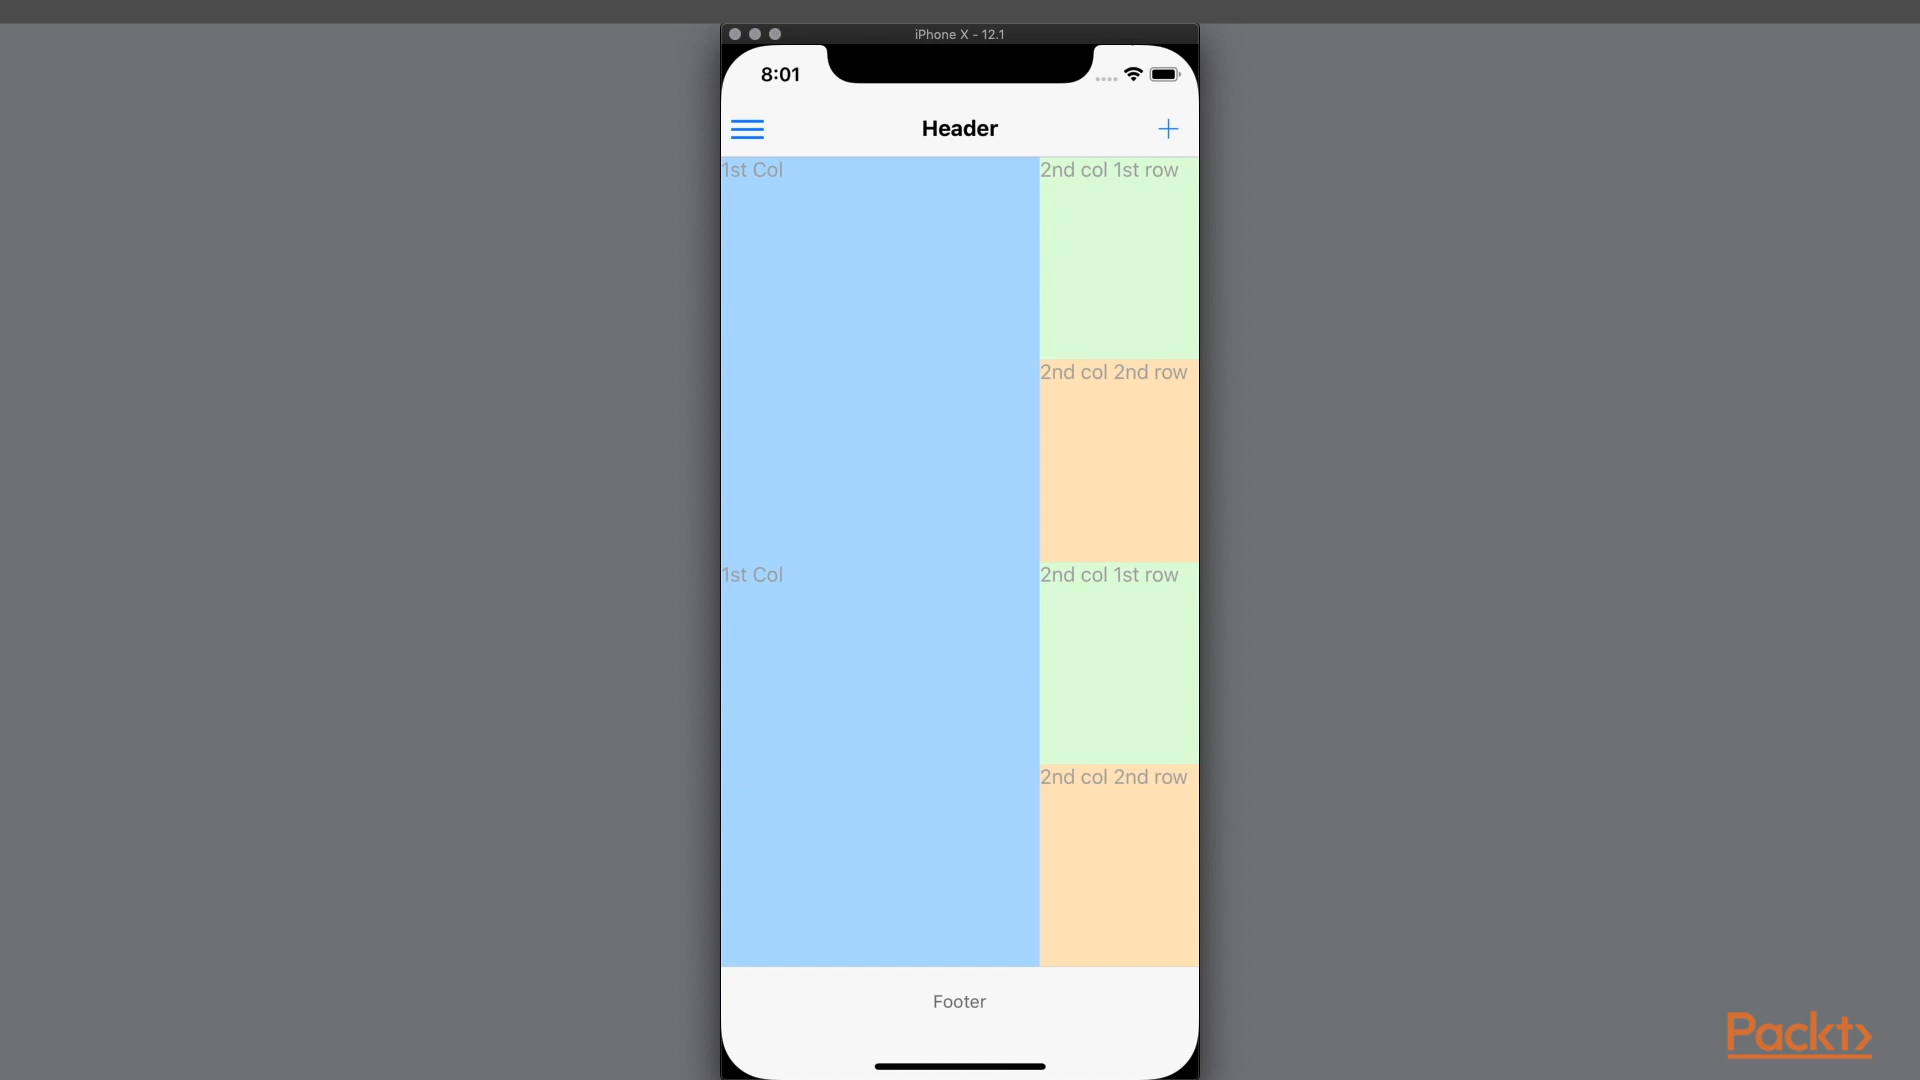 iPhone X - 12.1
8:01
Header
1st Col
2nd col 1st row
2nd col 2nd row
1st Col
2nd col 1st row
2nd col 2nd row
Footer
Packt>